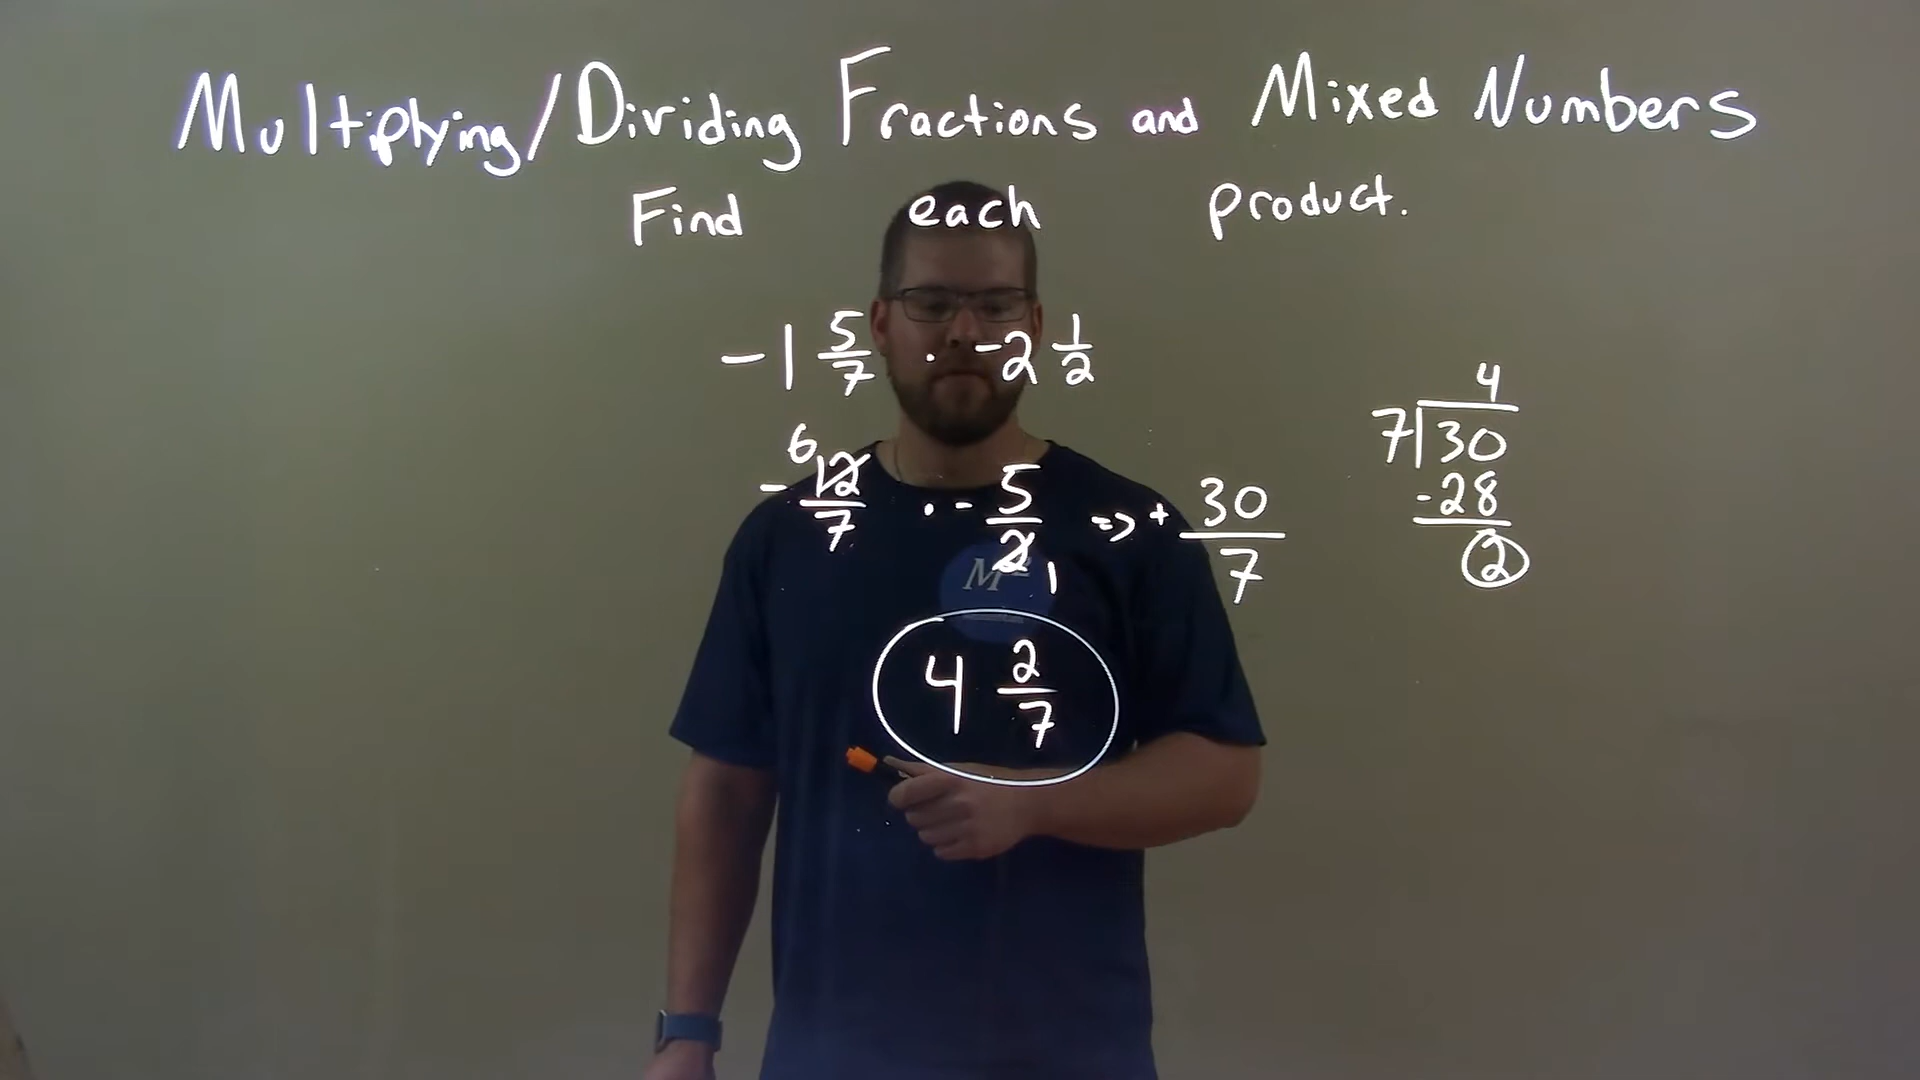 Multiplying/Dividing Fractions and Mixed Numbers
Find each product.
-1 5/7 · -2 1/2
- 6 12/7 · - 5/2 1 => + 30/7
4
7 30
-28
2
M²
4 2/7